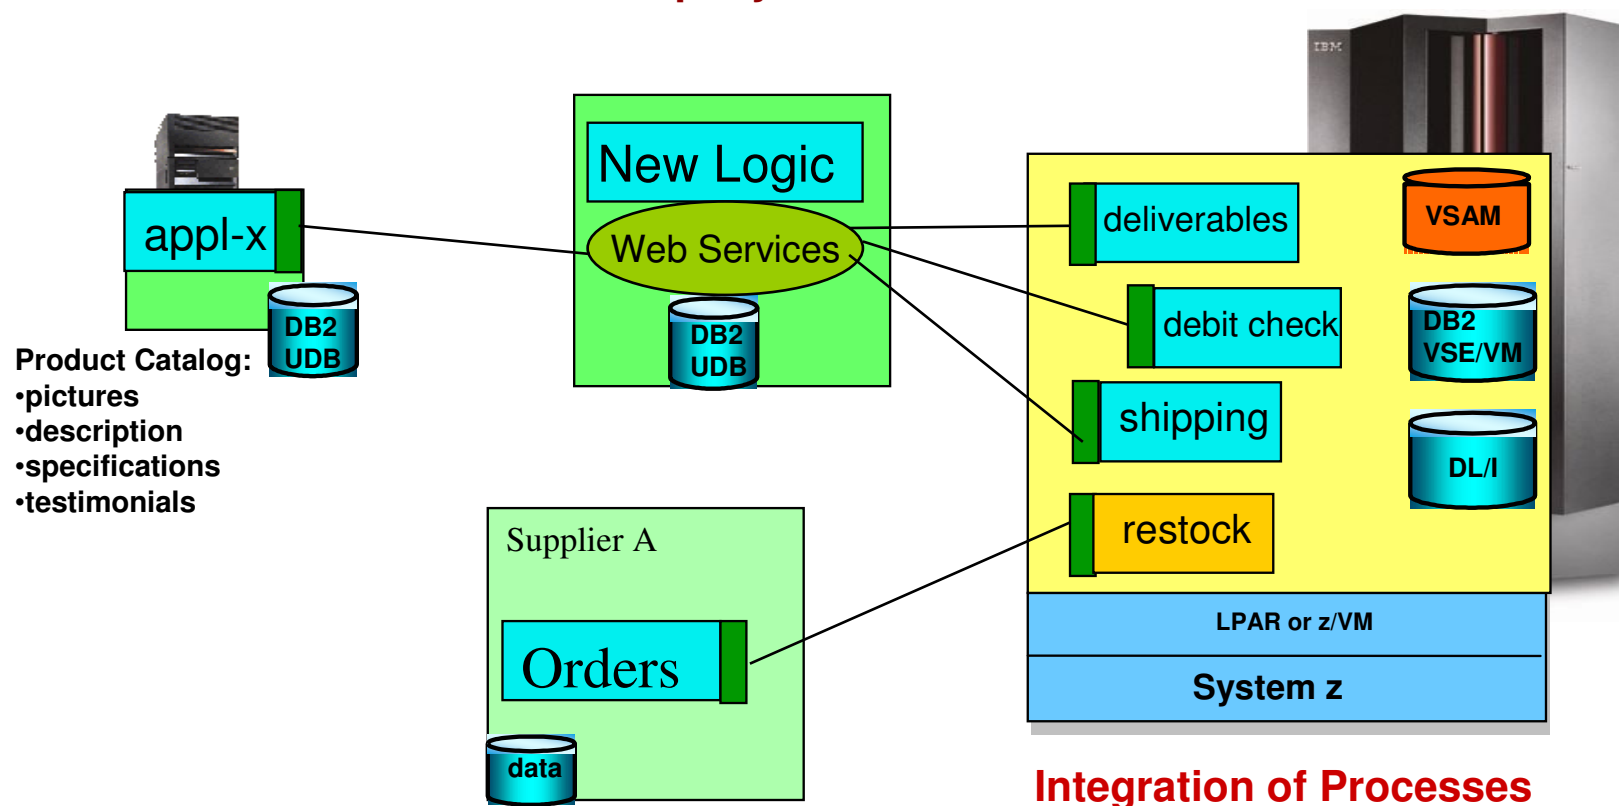 IBM
New Logic
Web Services
DB2
UDB
appl-x
DB2
UDB
Product Catalog:
•pictures
•description
•specifications
•testimonials
Supplier A
Orders
data
deliverables
debit check
shipping
restock
VSAM
DB2
VSE/VM
DL/I
LPAR or z/VM
System z
Integration of Processes